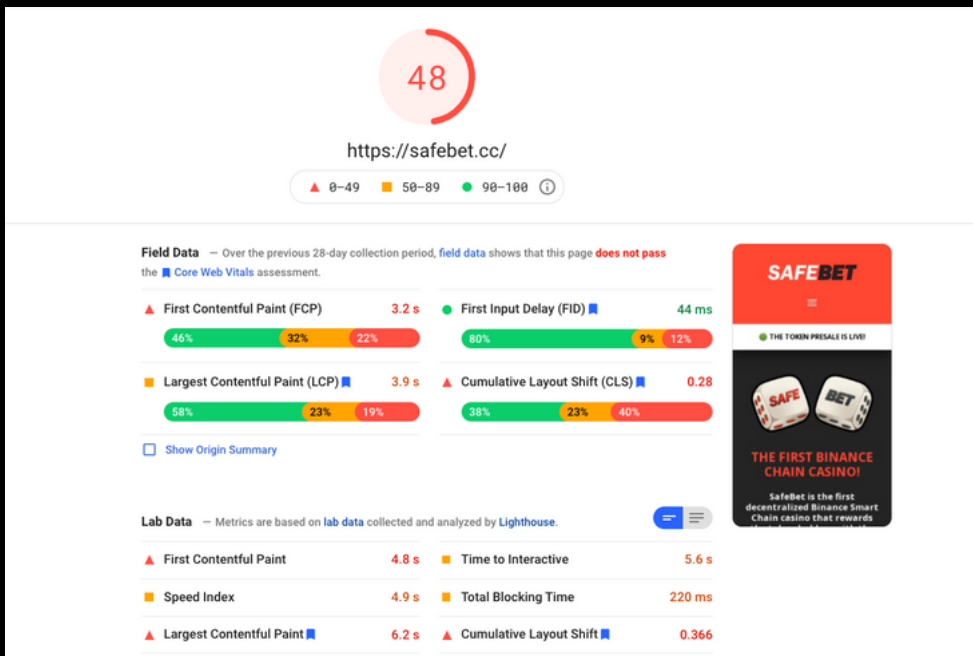 48
https://safebet.cc/
0–49 50–89 90–100
Field Data — Over the previous 28-day collection period, field data shows that this page does not pass
the Core Web Vitals assessment.
First Contentful Paint (FCP) 3.2 s
46% 32% 22%
First Input Delay (FID) 44 ms
80% 9% 12%
Largest Contentful Paint (LCP) 3.9 s
58% 23% 19%
Cumulative Layout Shift (CLS) 0.28
38% 23% 40%
Show Origin Summary
Lab Data — Metrics are based on lab data collected and analyzed by Lighthouse.
First Contentful Paint 4.8 s
Time to Interactive 5.6 s
Speed Index 4.9 s
Total Blocking Time 220 ms
Largest Contentful Paint 6.2 s
Cumulative Layout Shift 0.366
SAFEBET
THE TOKEN PRESALE IS LIVE!
SAFE BET
THE FIRST BINANCE
CHAIN CASINO!
SafeBet is the first
decentralized Binance Smart
Chain casino that rewards